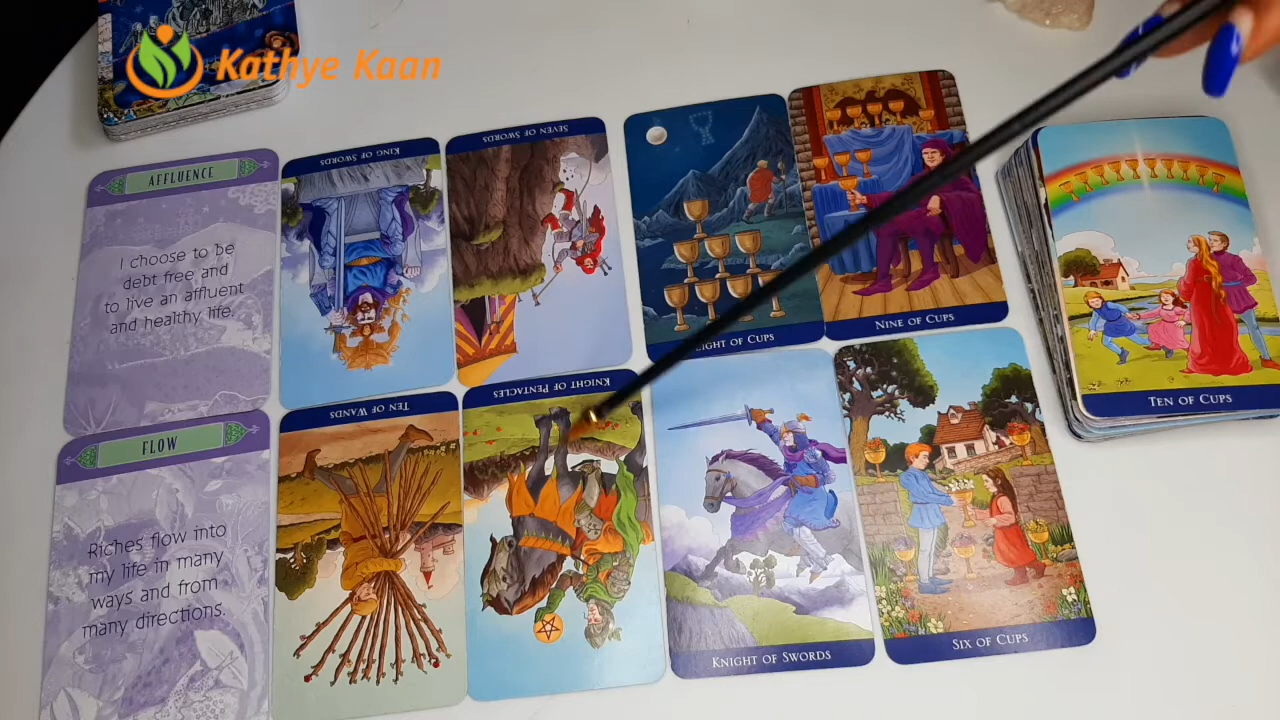 Kathye Kaan
AFFLUENCE
I choose to be
debt free and
to live an affluent
and healthy life.
KING OF SWORDS
SEVEN OF SWORDS
OF CUPS
NINE OF CUPS
TEN OF CUPS
FLOW
Riches flow into
my life in many
ways and from
many directions.
TEN OF WANDS
KNIGHT OF PENTACLES
KNIGHT OF SWORDS
SIX OF CUPS